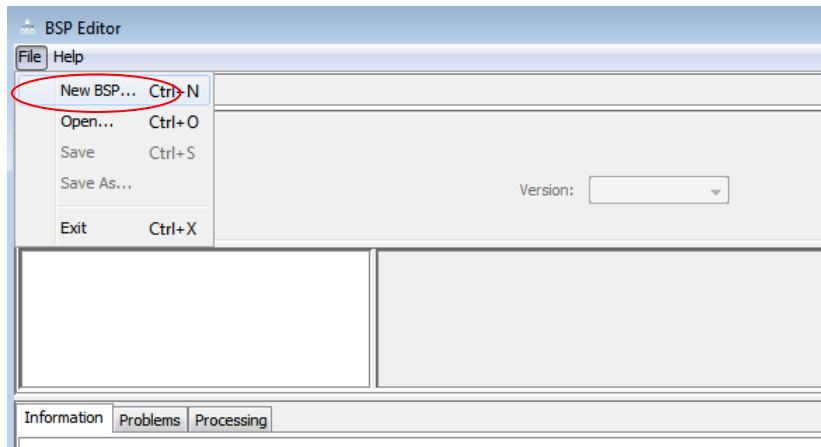 BSP Editor
File Help
New BSP... Ctrl+N
Open... Ctrl+O
Save Ctrl+S
Save As...
Version:
Exit Ctrl+X
Information Problems Processing